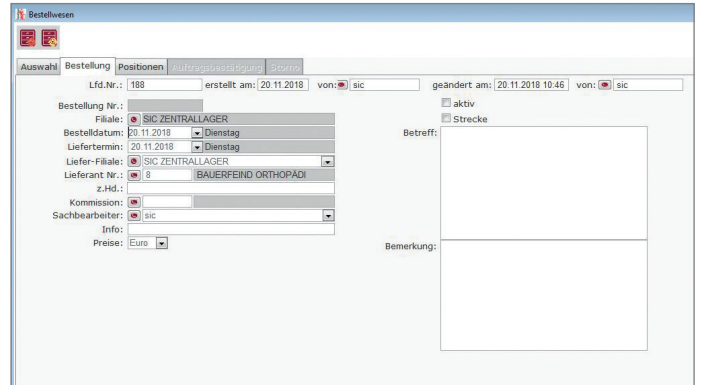 Bestellwesen
Auswahl Bestellung Positionen Auftragsbestätigung Storno
Lfd.Nr.: 188 erstellt am: 20.11.2018 von: sic geändert am: 20.11.2018 10:46 von: sic
Bestellung Nr.: aktiv
Filiale: SIC ZENTRALLAGER Strecke
Bestelldatum: 20.11.2018 Dienstag Betreff:
Liefertermin: 20.11.2018 Dienstag
Liefer-Filiale: SIC ZENTRALLAGER
Lieferant Nr.: 8 BAUERFEIND ORTHOPÄDI
z.Hd.:
Kommission:
Sachbearbeiter: sic
Info:
Preise: Euro Bemerkung: